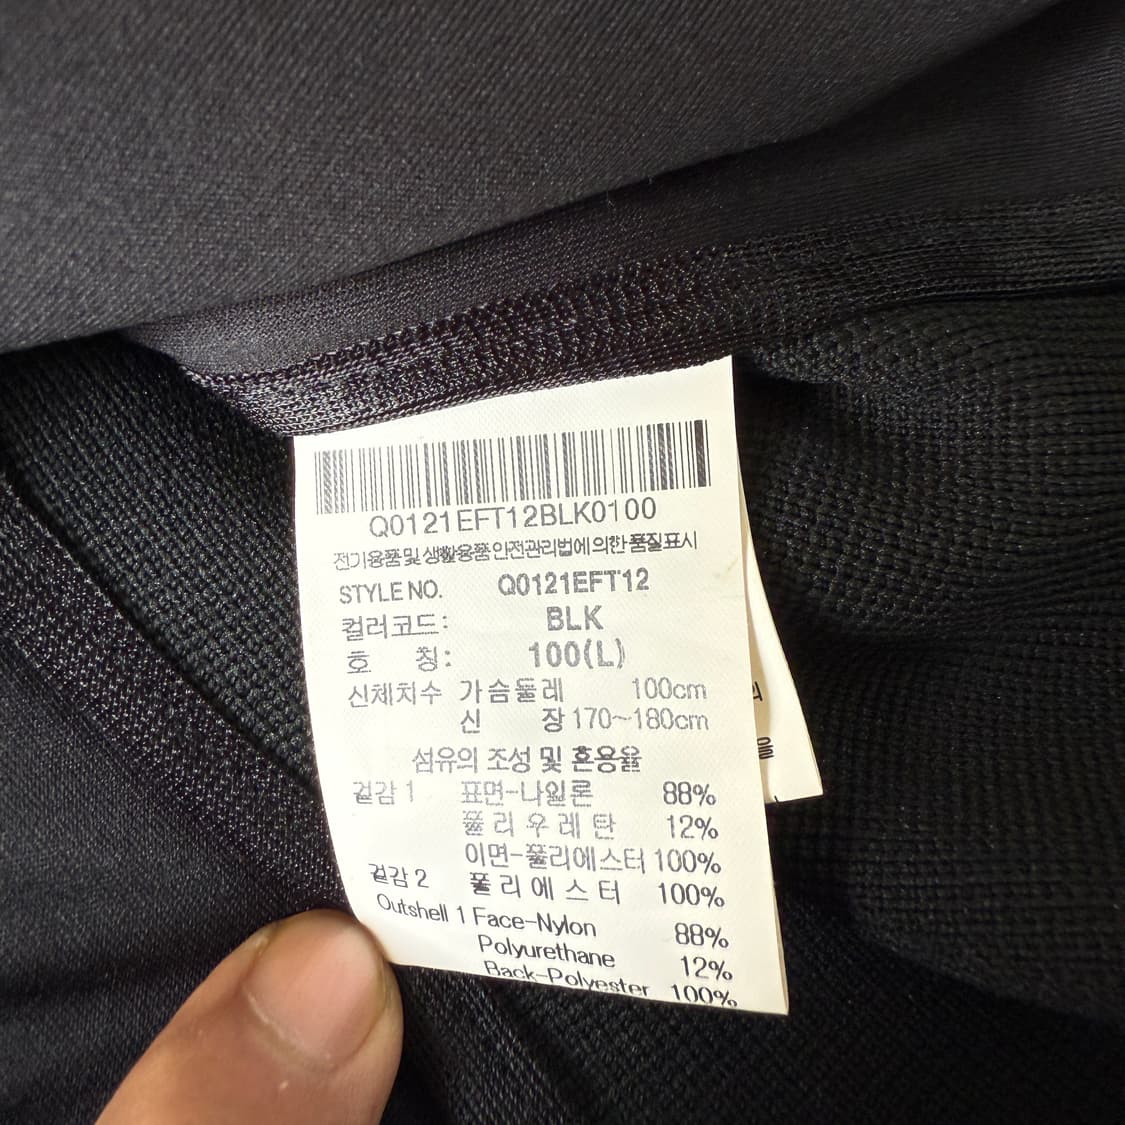 Q0121EFT12BLK0100
전기용품및생활용품안전관리법에의한품질표시
STYLE NO. Q0121EFT12
컬러코드: BLK
호 칭: 100(L)
신체치수 가슴둘레 100cm
신 장 170~180cm
섬유의 조성 및 혼용율
겉감 1 표면-나일론 88%
폴리우레탄 12%
이면-폴리에스터 100%
겉감 2 폴리에스터 100%
Outshell 1 Face-Nylon 88%
Polyurethane 12%
Back-Polyester 100%
을